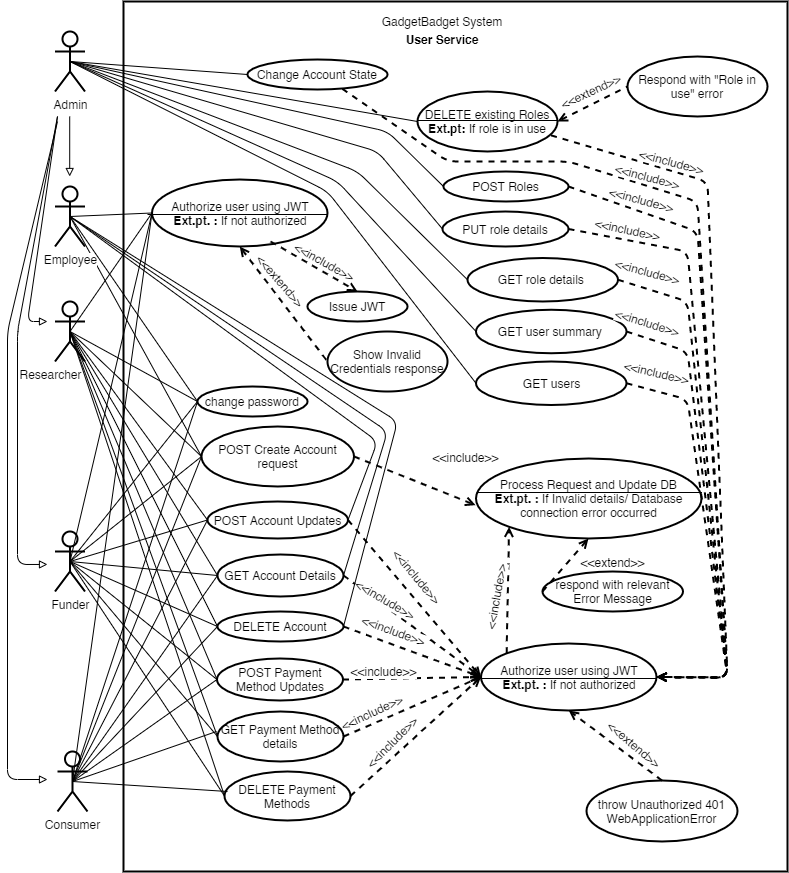 GadgetBadget System
User Service
Admin
Change Account State
DELETE existing Roles
Ext.pt: If role is in use
<<extend>>
Respond with "Role in
use" error
<<include>>
<<include>>
POST Roles
<<include>>
PUT role details
<<include>>
Employee
Authorize user using JWT
Ext.pt. : If not authorized
<<include>>
<<extend>>
Issue JWT
GET role details
<<include>>
GET user summary
<<include>>
Show Invalid
Credentials response
GET users
<<include>>
Researcher
change password
POST Create Account
request
<<include>>
Process Request and Update DB
Ext.pt. : If Invalid details/ Database
connection error occurred
POST Account Updates
<<include>>
<<extend>>
GET Account Details
<<include>>
<<include>>
respond with relevant
Error Message
Funder
DELETE Account
<<include>>
POST Payment
Method Updates
<<include>>
Authorize user using JWT
Ext.pt. : If not authorized
GET Payment Method
details
<<include>>
<<include>>
<<extend>>
DELETE Payment
Methods
throw Unauthorized 401
WebApplicationError
Consumer